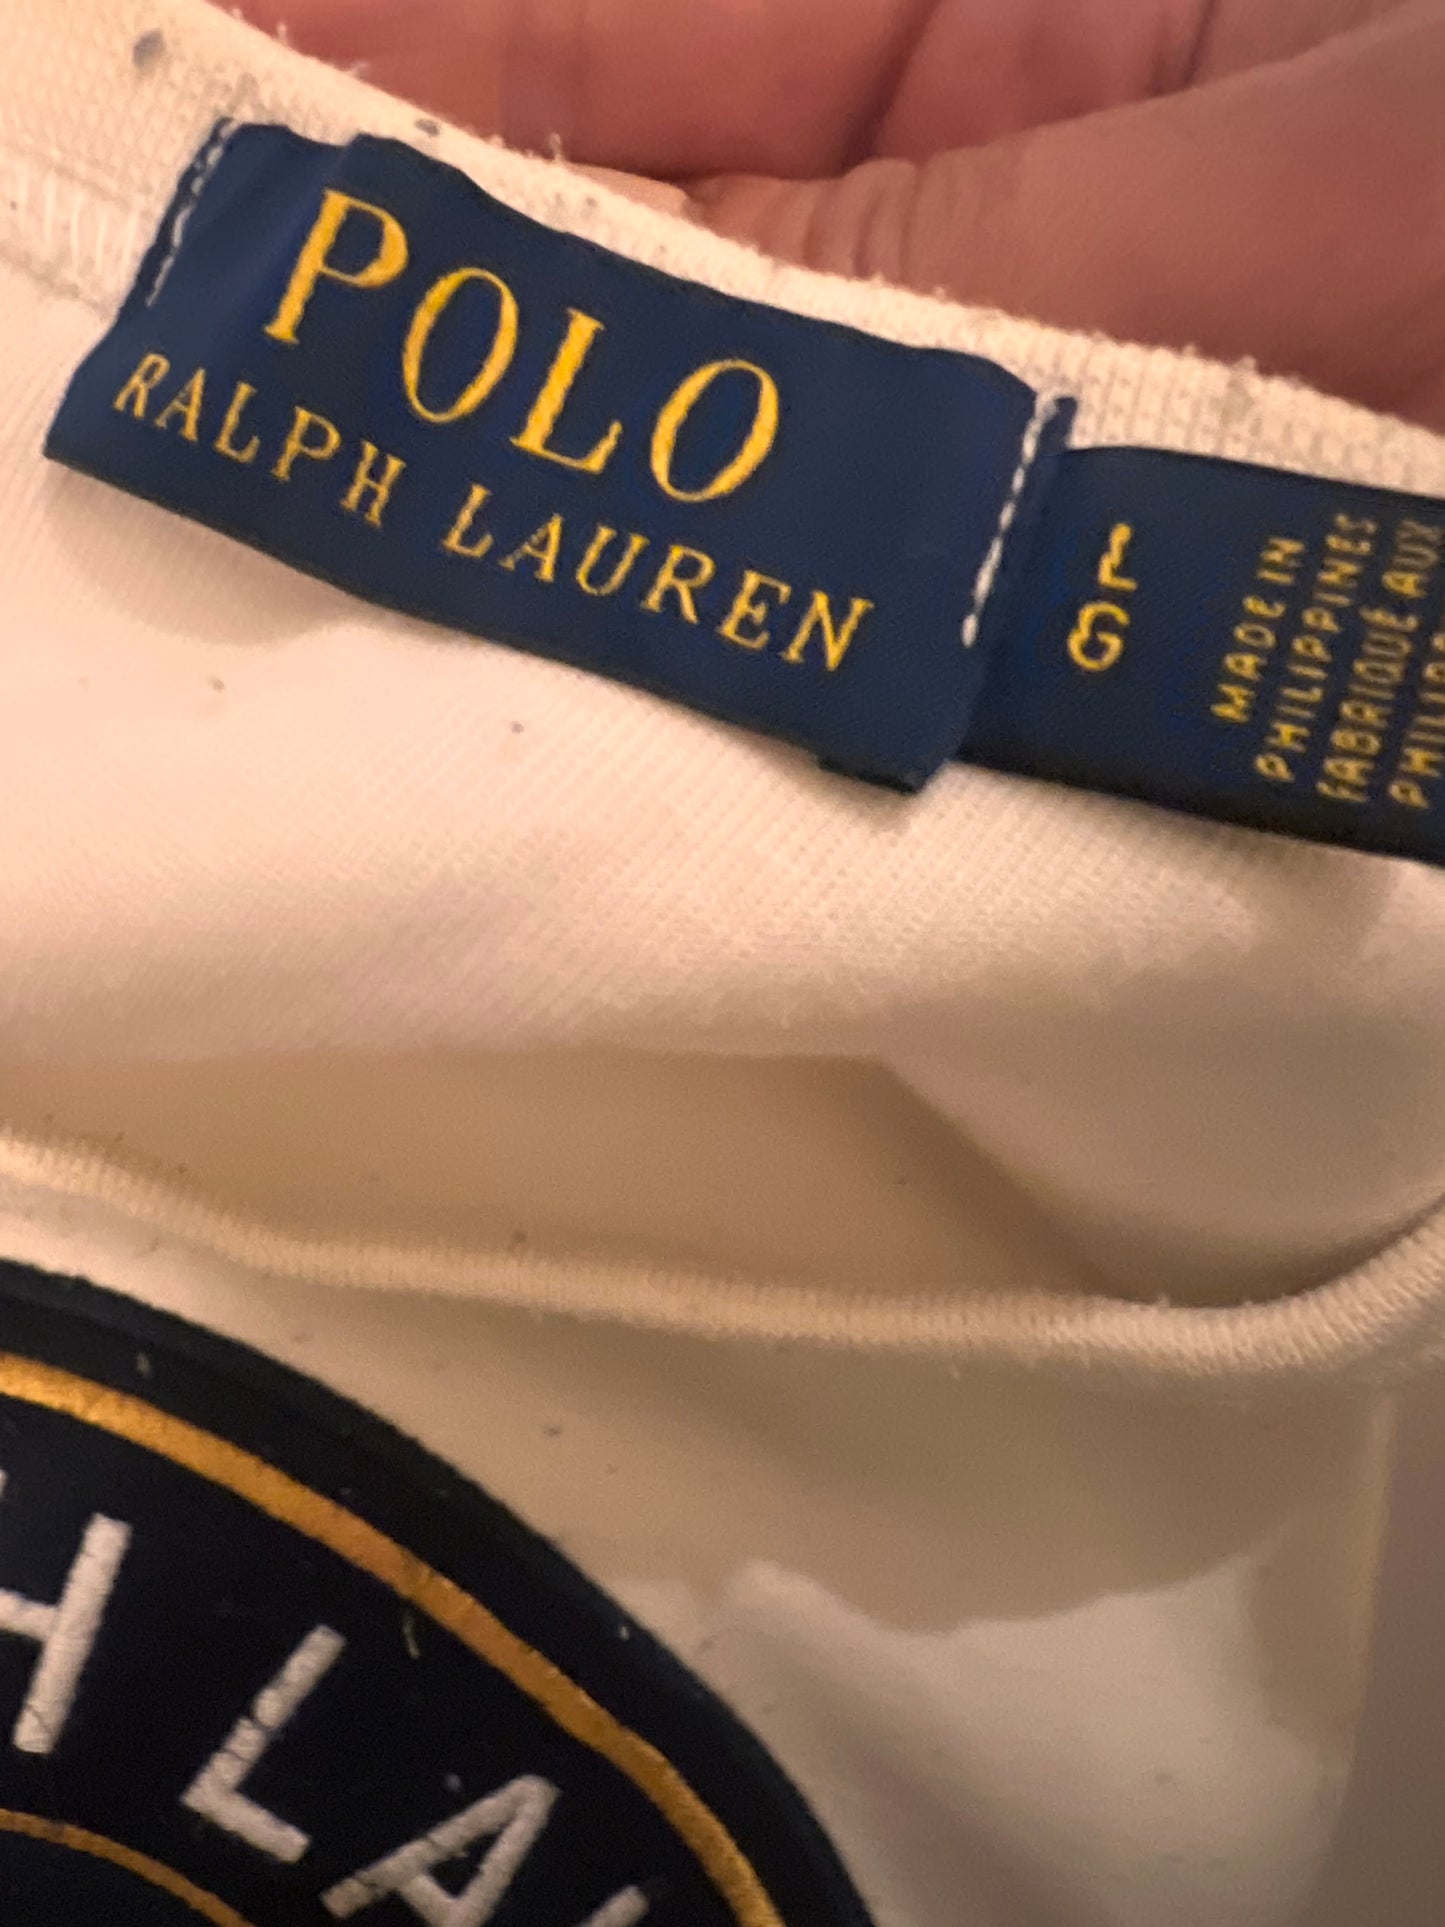 POLO
RALPH LAUREN
L
G
MADE IN
PHILIPPINES
FABRIQUÉ AUX
H LA